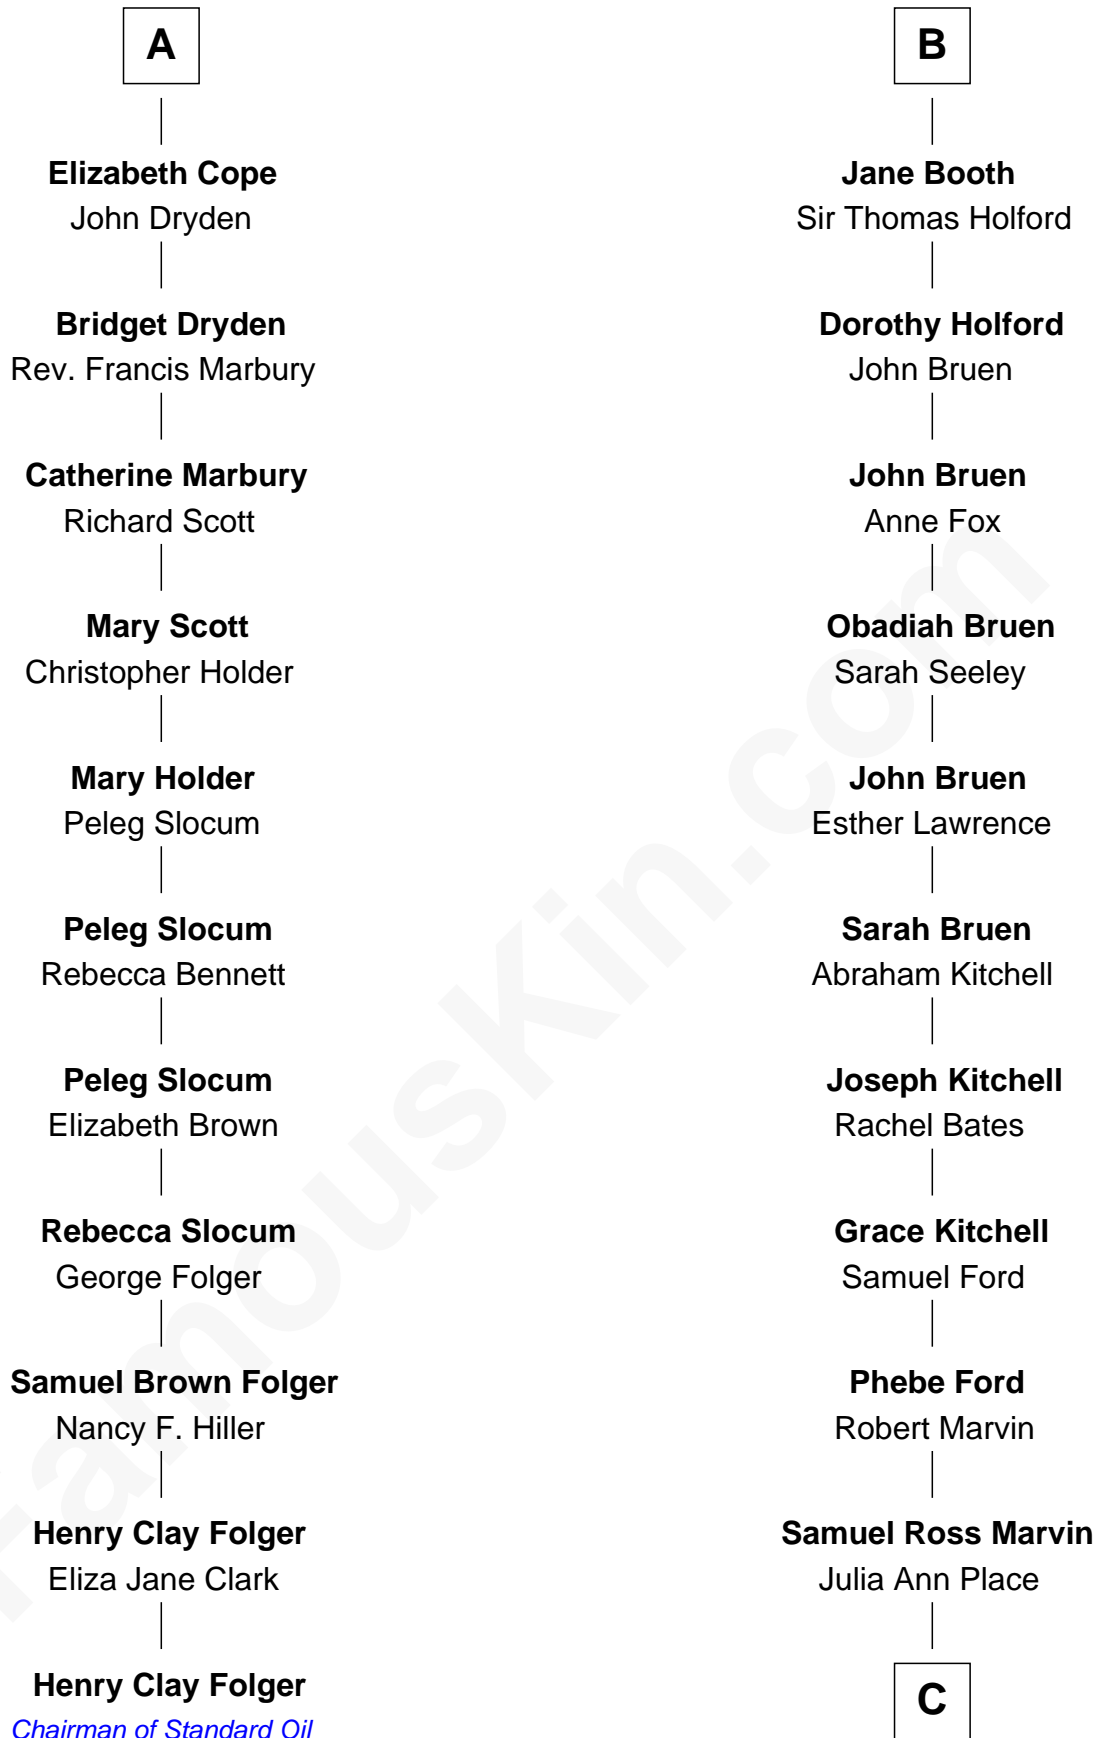 A
Elizabeth Cope
John Dryden
Bridget Dryden
Rev. Francis Marbury
Catherine Marbury
Richard Scott
Mary Scott
Christopher Holder
Mary Holder
Peleg Slocum
Peleg Slocum
Rebecca Bennett
Peleg Slocum
Elizabeth Brown
Rebecca Slocum
George Folger
Samuel Brown Folger
Nancy F. Hiller
Henry Clay Folger
Eliza Jane Clark
Henry Clay Folger
Chairman of Standard Oil
B
Jane Booth
Sir Thomas Holford
Dorothy Holford
John Bruen
John Bruen
Anne Fox
Obadiah Bruen
Sarah Seeley
John Bruen
Esther Lawrence
Sarah Bruen
Abraham Kitchell
Joseph Kitchell
Rachel Bates
Grace Kitchell
Samuel Ford
Phebe Ford
Robert Marvin
Samuel Ross Marvin
Julia Ann Place
C
FamousKin.com